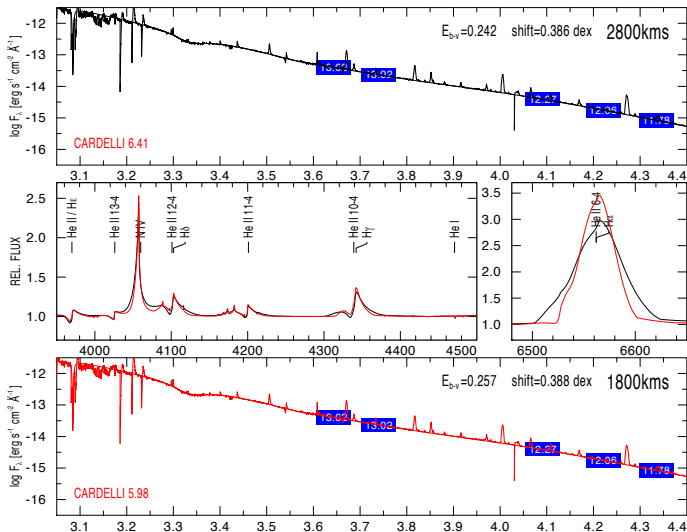 -12
-13
-14
-15
-16
log F_λ [erg s⁻¹ cm⁻² Å⁻¹]
E_b-v=0.242 shift=0.386 dex 2800kms
13.02
13.02
12.27
12.06
11.78
CARDELLI 6.41
3.1 3.2 3.3 3.4 3.5 3.6 3.7 3.8 3.9 4.0 4.1 4.2 4.3 4.4
2.5
2.0
1.5
1.0
REL. FLUX
He II / Hε
He II 13-4
N IV
He II 12-4
Hδ
He II 11-4
He II 10-4
Hγ
He I
4000 4100 4200 4300 4400 4500
3.5
3.0
2.5
2.0
1.5
1.0
He II 6-4
Hα
6500 6600
-12
-13
-14
-15
-16
log F_λ [erg s⁻¹ cm⁻² Å⁻¹]
E_b-v=0.257 shift=0.388 dex 1800kms
13.02
13.02
12.27
12.06
11.78
CARDELLI 5.98
3.1 3.2 3.3 3.4 3.5 3.6 3.7 3.8 3.9 4.0 4.1 4.2 4.3 4.4